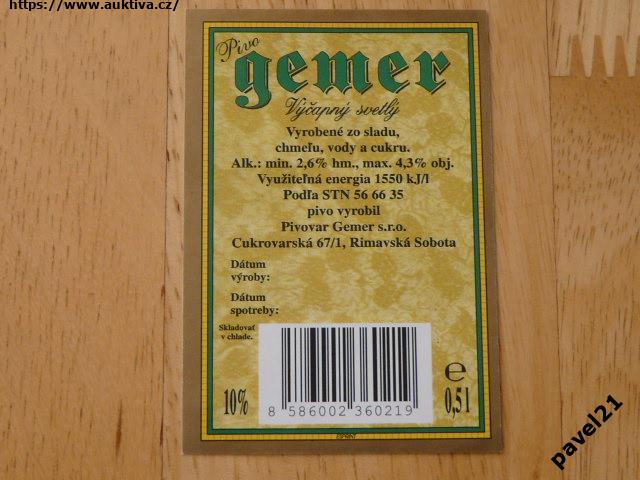 https://www.auktiva.cz/
Pivo
gemer
Výčapný svetlý
Vyrobené zo sladu,
chmeľu, vody a cukru.
Alk.: min. 2,6% hm., max. 4,3% obj.
Využiteľná energia 1550 kJ/l
Podľa STN 56 66 35
pivo vyrobil
Pivovar Gemer s.r.o.
Cukrovarská 67/1, Rimavská Sobota
Dátum
výroby:
Dátum
spotreby:
Skladovať
v chlade.
10%
8 586002 360219
e
0,5 l
ESPRINT
pavel21